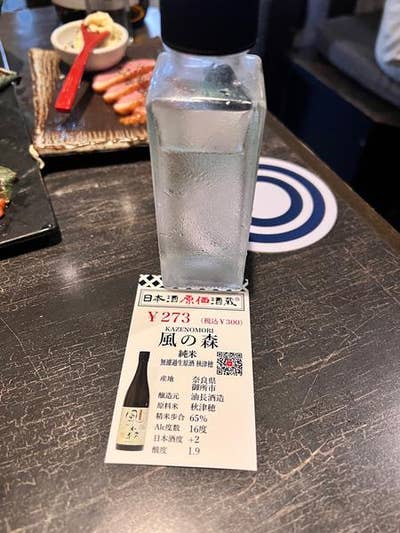 日本酒原価酒蔵
￥273 (税込￥300)
KAZENOMORI
風の森
純米
無濾過生原酒 秋津穂
産地 奈良県
御所市
醸造元 油長酒造
原料米 秋津穂
精米歩合 65%
Alc度数 16度
日本酒度 +2
酸度 1.9
風の森